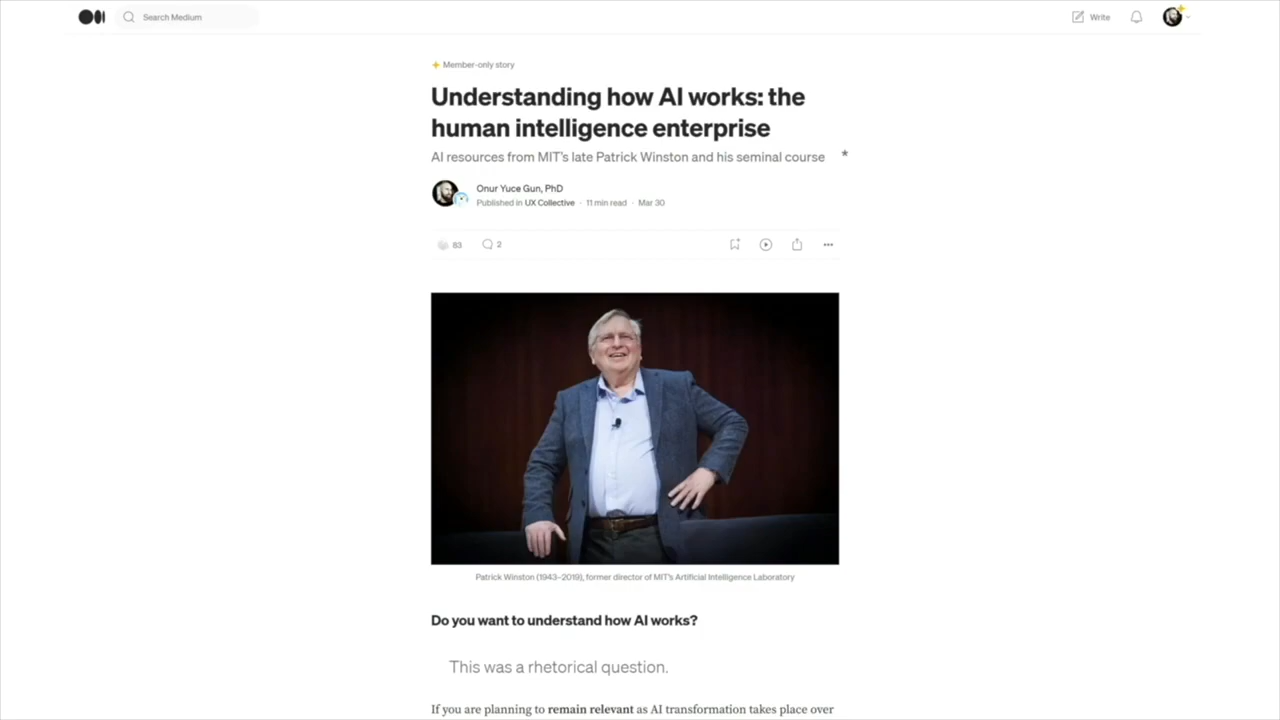 Search Medium
Write
Member-only story
Understanding how AI works: the
human intelligence enterprise
AI resources from MIT's late Patrick Winston and his seminal course *
Onur Yuce Gun, PhD
Published in UX Collective · 11 min read · Mar 30
83 2
Patrick Winston (1943–2019), former director of MIT's Artificial Intelligence Laboratory
Do you want to understand how AI works?
This was a rhetorical question.
If you are planning to remain relevant as AI transformation takes place over